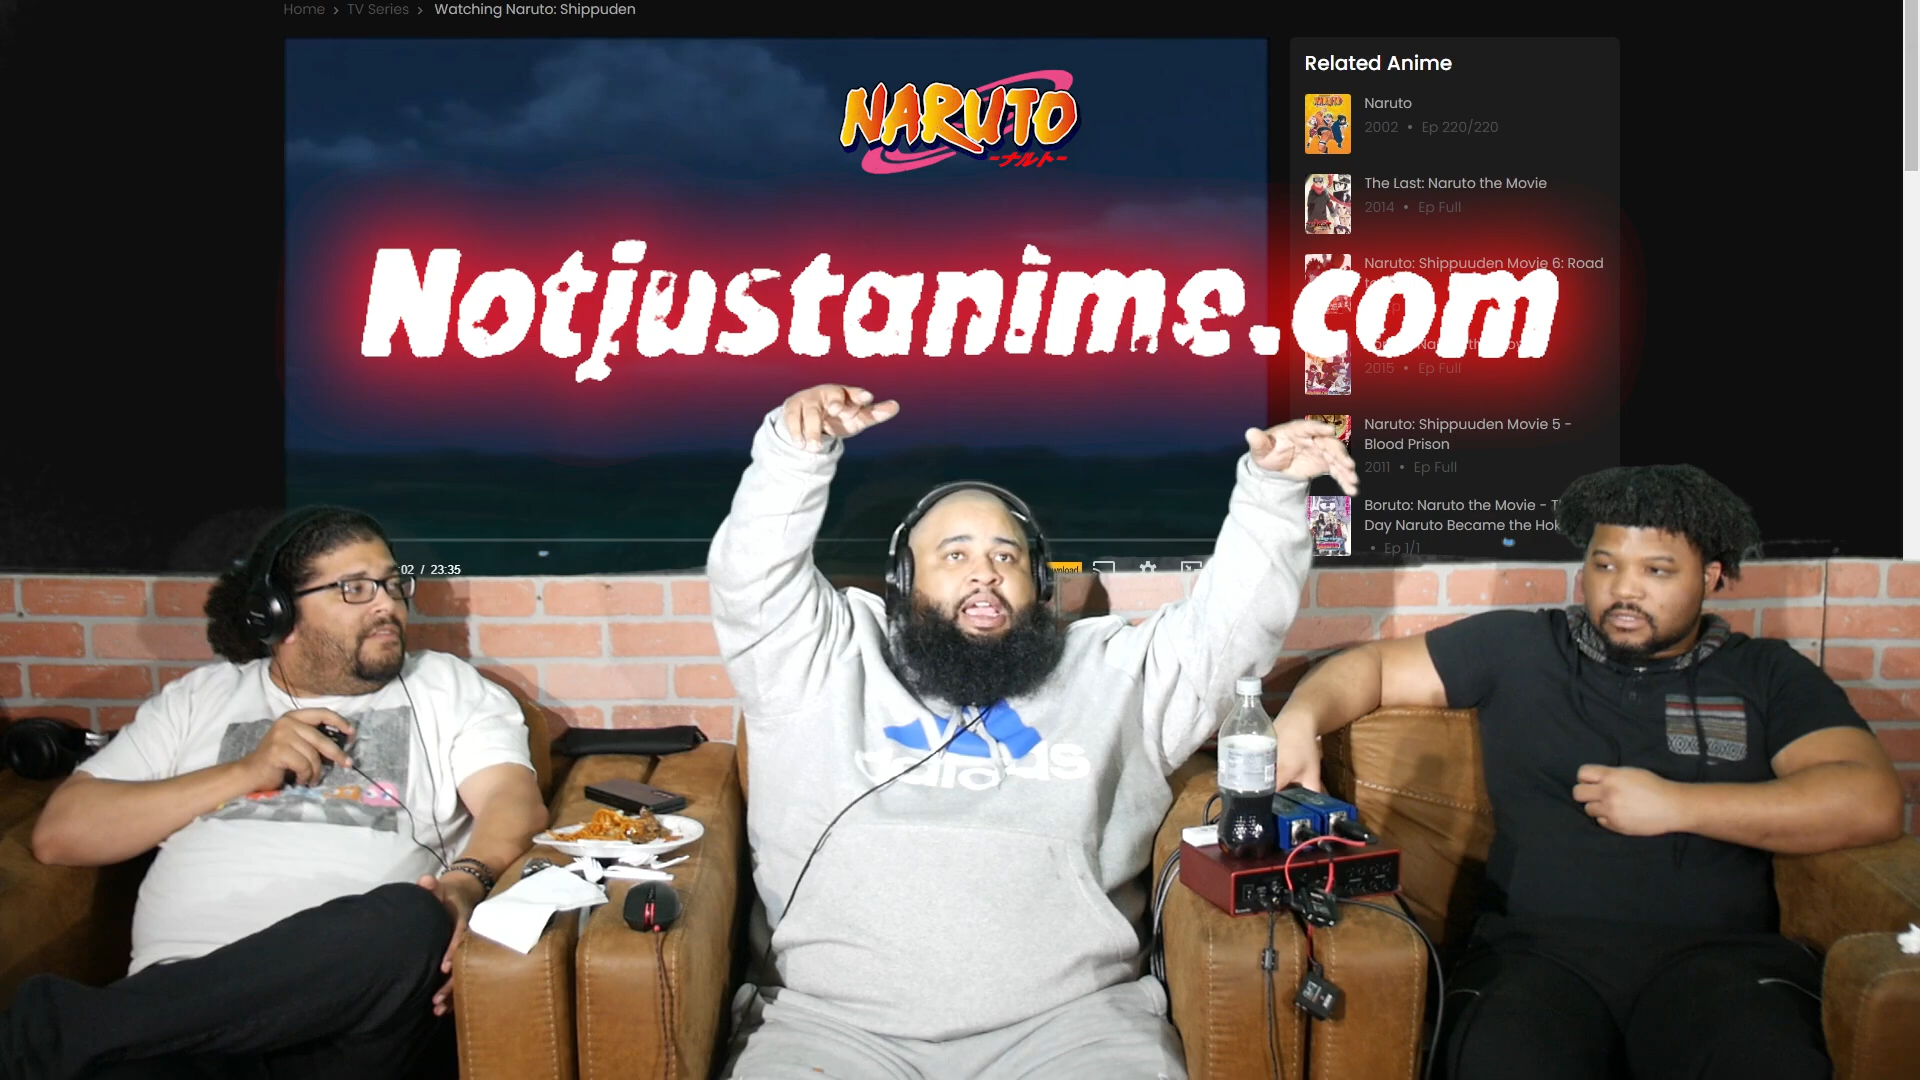 Home > TV Series > Watching Naruto: Shippuden
Related Anime
NARUTO
-ナルト-
Naruto
2002 • Ep 220/220
The Last: Naruto the Movie
2014 • Ep Full
Naruto: Shippuuden Movie 6: Road
Notjustanime.com
2015 • Ep Full
Naruto: Shippuuden Movie 5 -
Blood Prison
2011 • Ep Full
Boruto: Naruto the Movie -
Day Naruto Became the
• Ep 1/1
:02 / 23:35
adidas